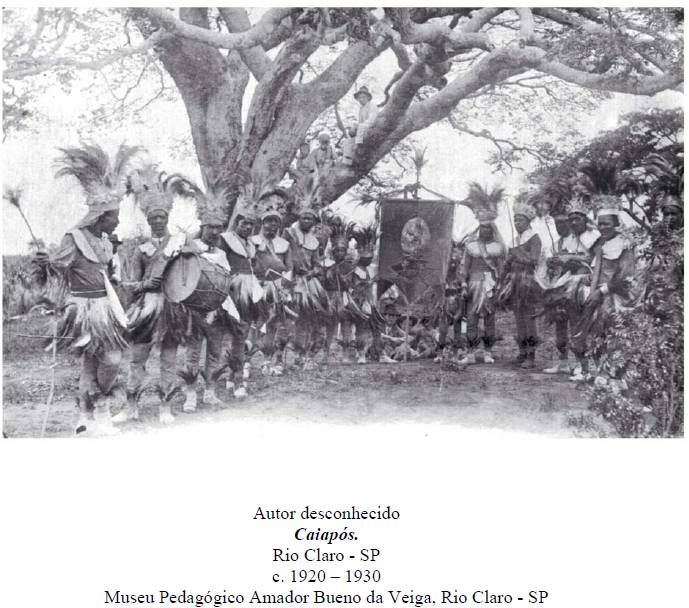 Autor desconhecido
Caiapós.
Rio Claro - SP
c. 1920 – 1930
Museu Pedagógico Amador Bueno da Veiga, Rio Claro - SP